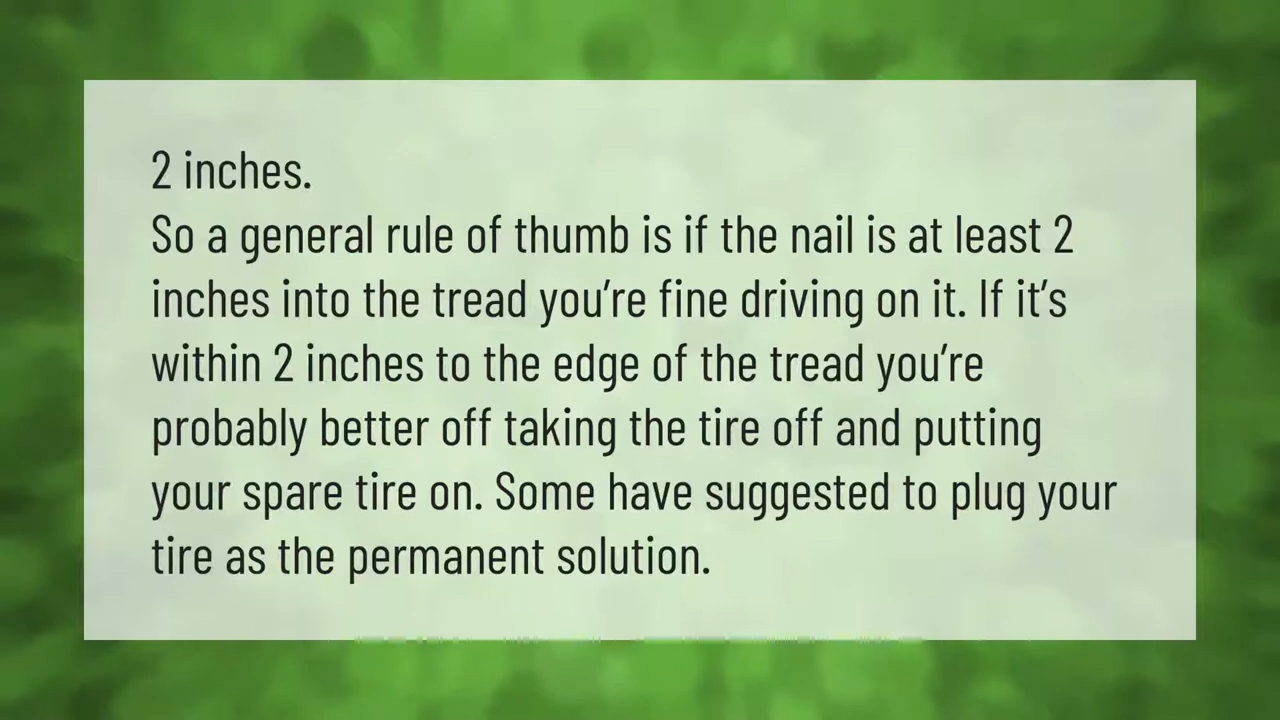 2 inches.
So a general rule of thumb is if the nail is at least 2
inches into the tread you’re fine driving on it. If it’s
within 2 inches to the edge of the tread you’re
probably better off taking the tire off and putting
your spare tire on. Some have suggested to plug your
tire as the permanent solution.